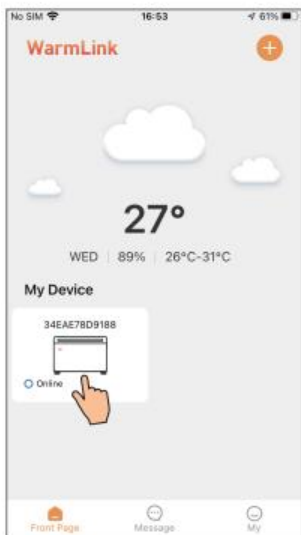 No SIM 16:53 61%
WarmLink
27°
WED | 89% | 26°C-31°C
My Device
34EAE78D9188
Online
Front Page Message My